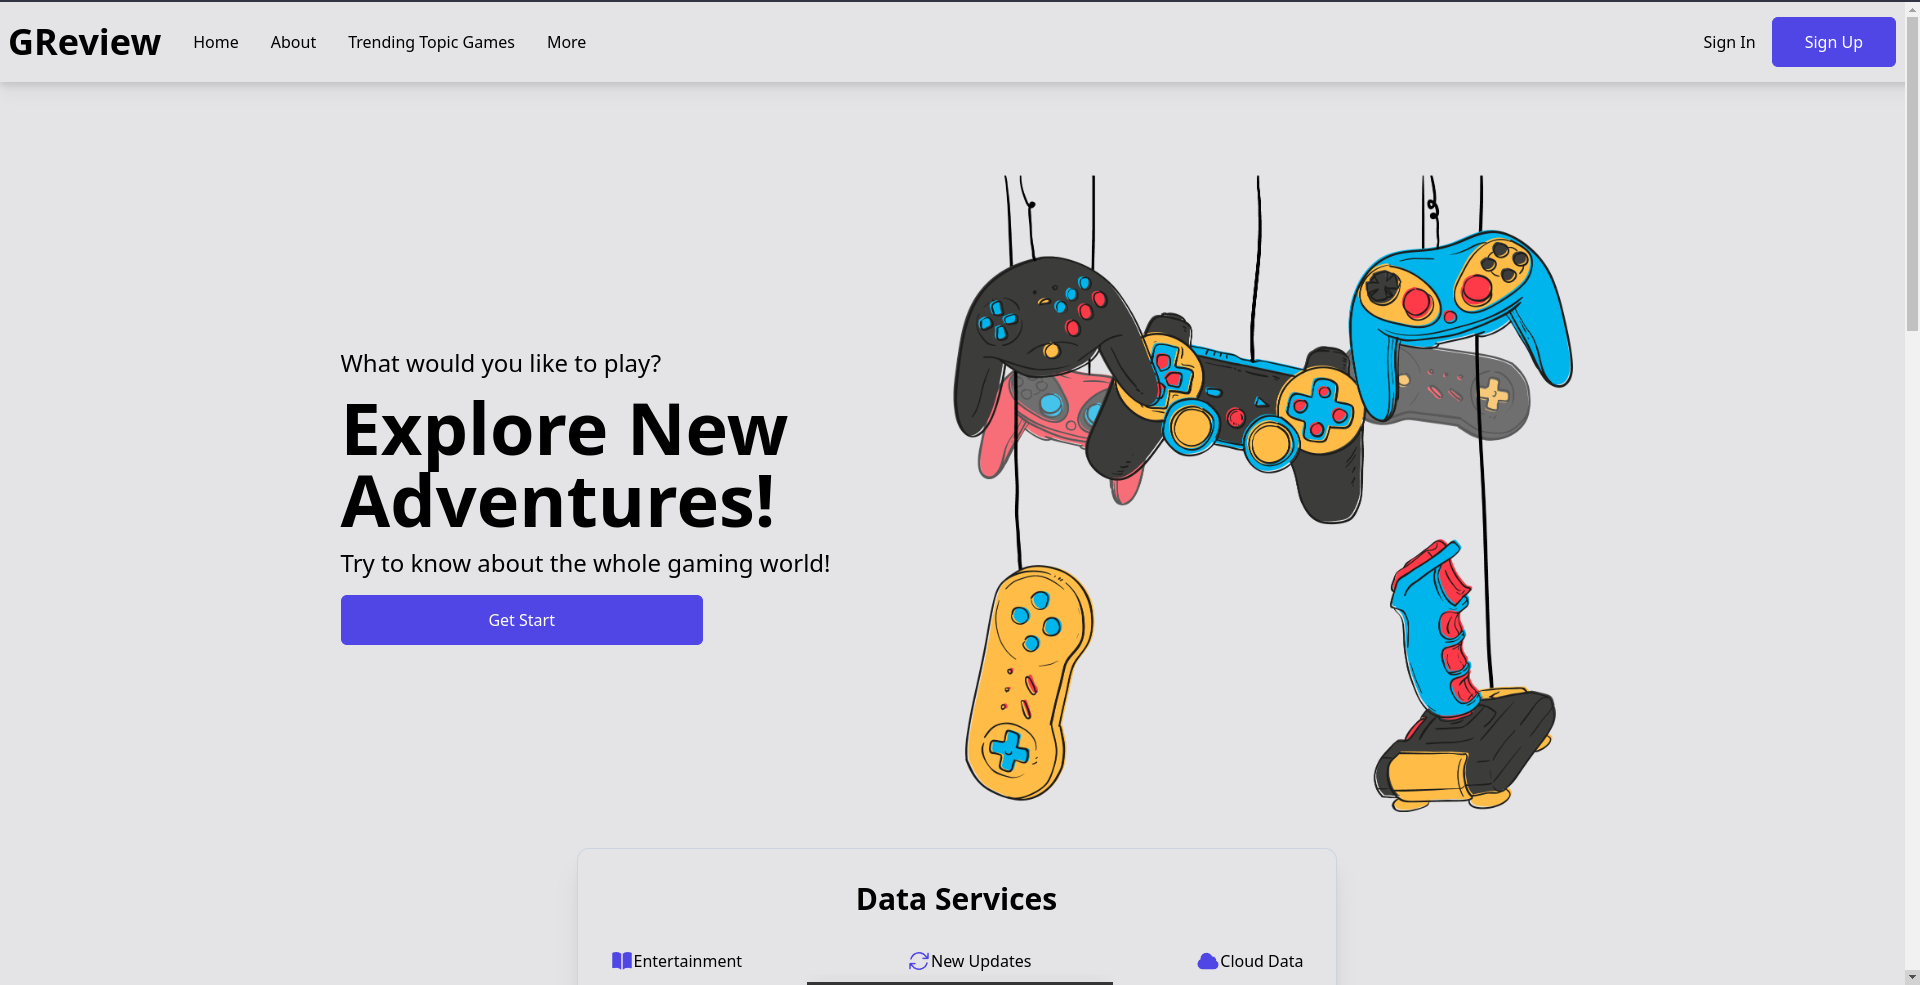 GReview Home About Trending Topic Games More Sign In Sign Up
What would you like to play?
Explore New
Adventures!
Try to know about the whole gaming world!
Get Start
Data Services
Entertainment New Updates Cloud Data